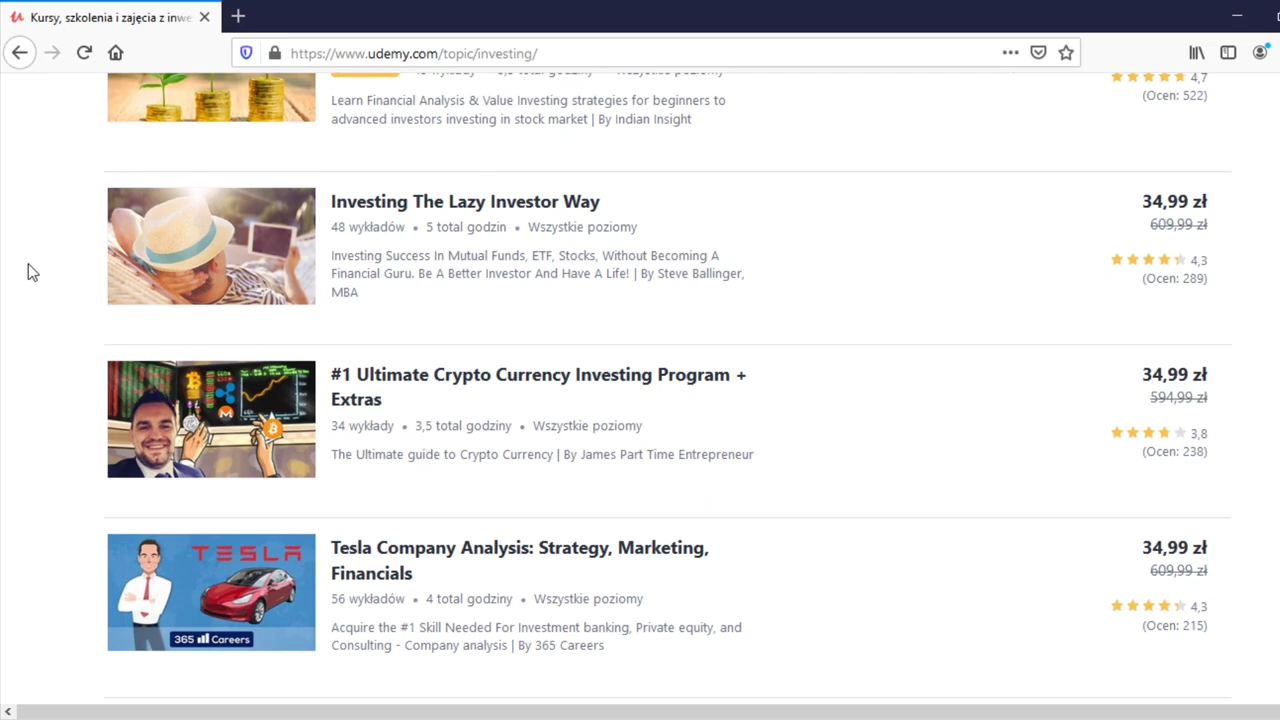 Kursy, szkolenia i zajęcia z inwe
https://www.udemy.com/topic/investing/
4,7
(Ocen: 522)
Learn Financial Analysis & Value Investing strategies for beginners to
advanced investors investing in stock market | By Indian Insight
Investing The Lazy Investor Way
34,99 zł
48 wykładów • 5 total godzin • Wszystkie poziomy
609,99 zł
Investing Success In Mutual Funds, ETF, Stocks, Without Becoming A
4,3
Financial Guru. Be A Better Investor And Have A Life! | By Steve Ballinger,
(Ocen: 289)
MBA
#1 Ultimate Crypto Currency Investing Program +
34,99 zł
Extras
594,99 zł
34 wykłady • 3,5 total godziny • Wszystkie poziomy
3,8
The Ultimate guide to Crypto Currency | By James Part Time Entrepreneur
(Ocen: 238)
TESLA
365 Careers
Tesla Company Analysis: Strategy, Marketing,
34,99 zł
Financials
609,99 zł
56 wykładów • 4 total godziny • Wszystkie poziomy
4,3
Acquire the #1 Skill Needed For Investment banking, Private equity, and
(Ocen: 215)
Consulting - Company analysis | By 365 Careers